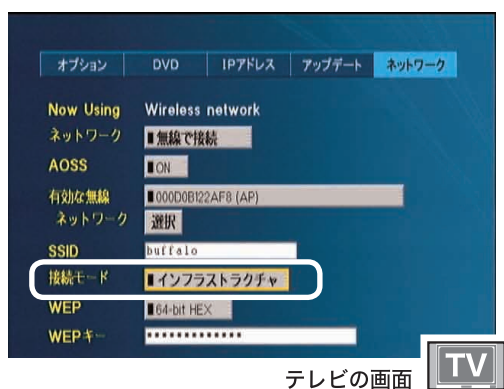 オプション DVD IPアドレス アップデート ネットワーク
Now Using Wireless network
ネットワーク ■無線で接続
AOSS ■ON
有効な無線 ■000D0B122AF8 (AP)
ネットワーク 選択
SSID buffalo
接続モード ■インフラストラクチャ
WEP ■64-bit HEX
WEPキー *************
テレビの画面 TV